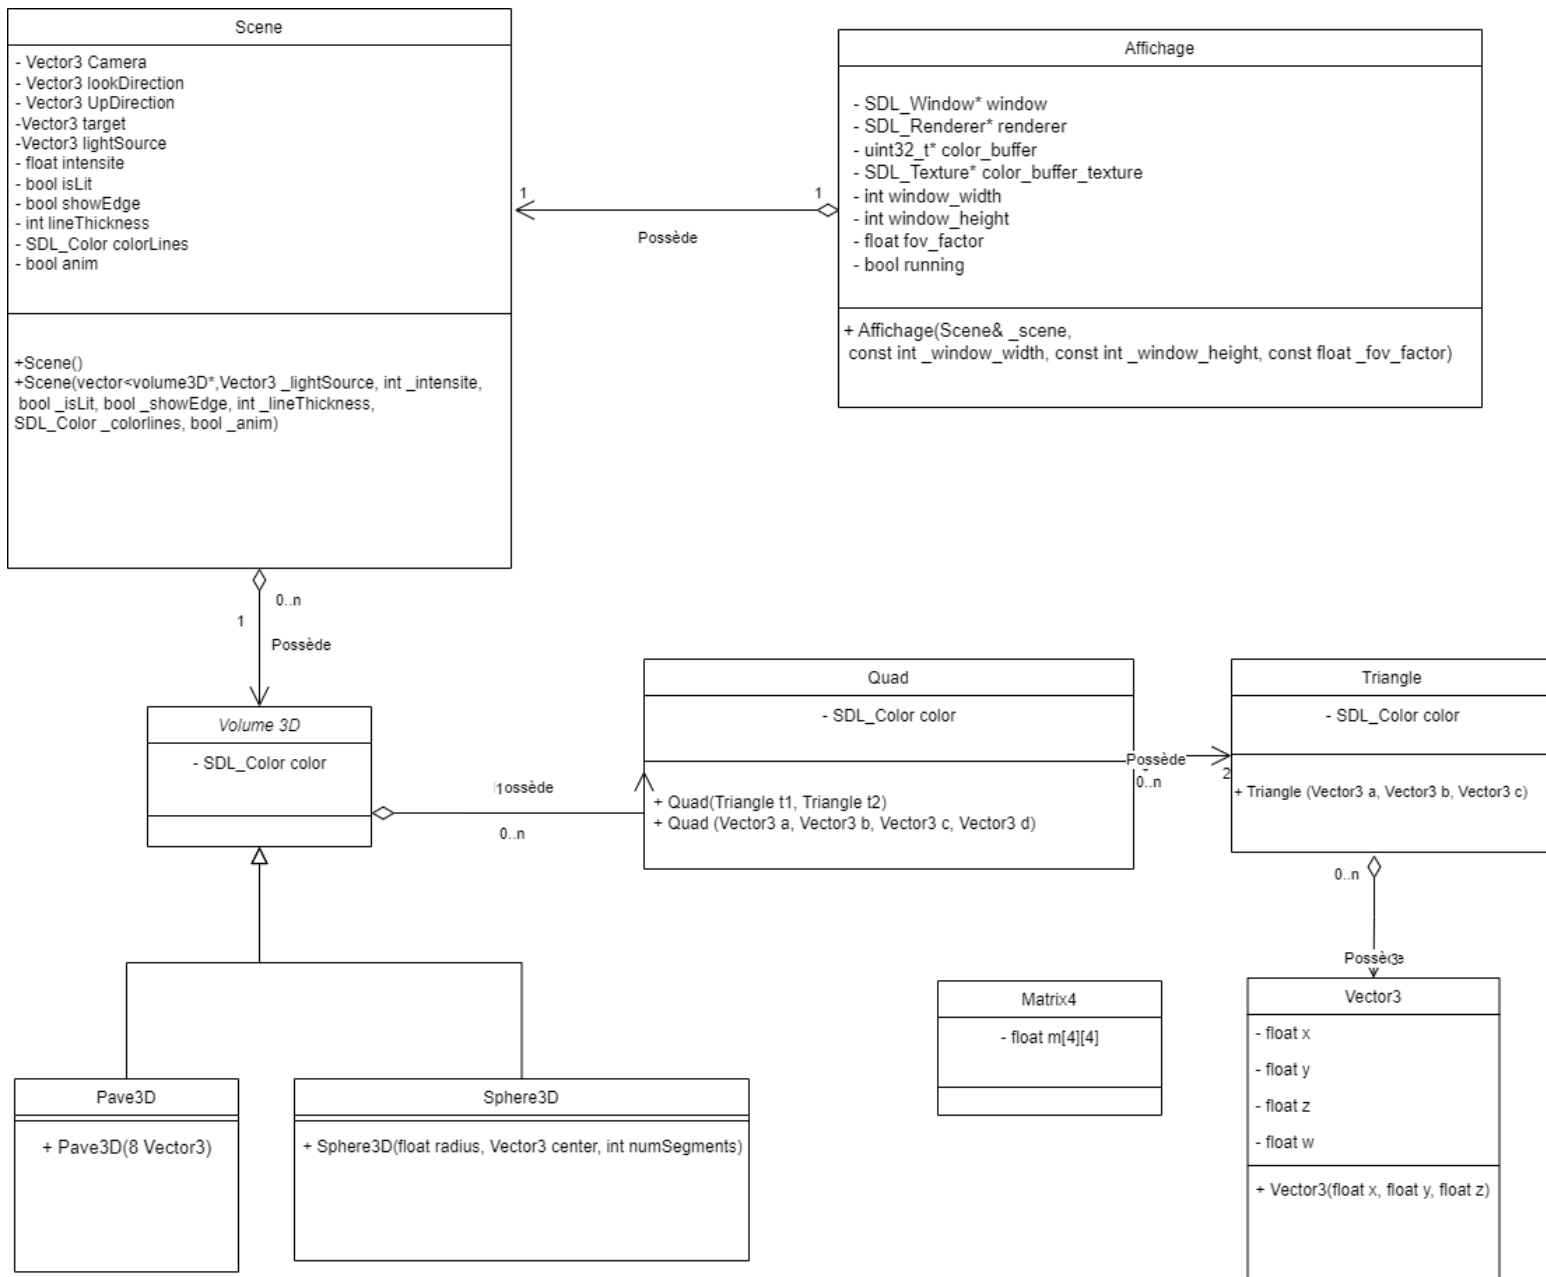 Scene
- Vector3 Camera
- Vector3 lookDirection
- Vector3 UpDirection
-Vector3 target
-Vector3 lightSource
- float intensite
- bool isLit
- bool showEdge
- int lineThickness
- SDL_Color colorLines
- bool anim
+Scene()
+Scene(vector<volume3D*,Vector3 _lightSource, int _intensite,
bool _isLit, bool _showEdge, int _lineThickness,
SDL_Color _colorlines, bool _anim)
1
1
Possède
Affichage
- SDL_Window* window
- SDL_Renderer* renderer
- uint32_t* color_buffer
- SDL_Texture* color_buffer_texture
- int window_width
- int window_height
- float fov_factor
- bool running
+ Affichage(Scene& _scene,
const int _window_width, const int _window_height, const float _fov_factor)
0..n
1
Possède
Volume 3D
- SDL_Color color
1ossède
0..n
Quad
- SDL_Color color
+ Quad(Triangle t1, Triangle t2)
+ Quad (Vector3 a, Vector3 b, Vector3 c, Vector3 d)
Possède
0..n
2
Triangle
- SDL_Color color
+ Triangle (Vector3 a, Vector3 b, Vector3 c)
0..n
Possè
Pave3D
+ Pave3D(8 Vector3)
Sphere3D
+ Sphere3D(float radius, Vector3 center, int numSegments)
Matrix4
- float m[4][4]
Vector3
- float x
- float y
- float z
- float w
+ Vector3(float x, float y, float z)